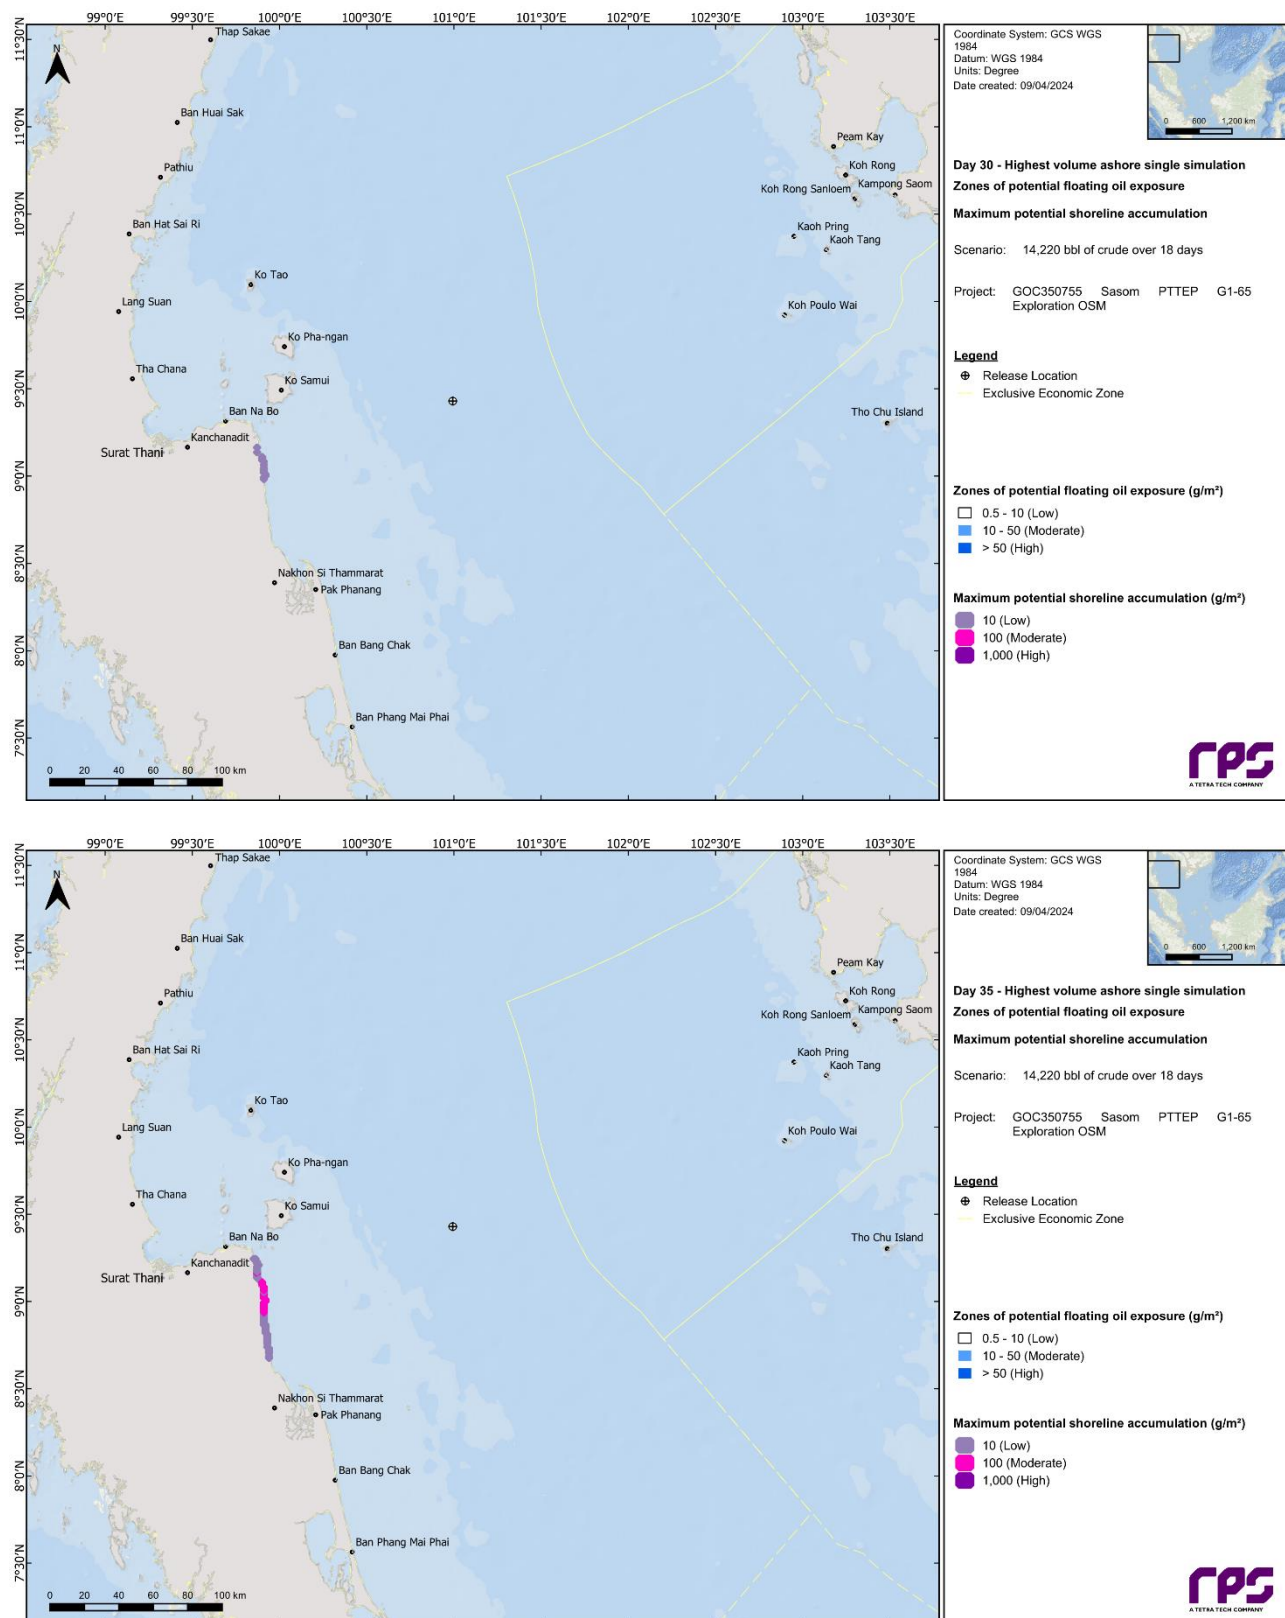 99°0'E 99°30'E 100°0'E 100°30'E 101°0'E 101°30'E 102°0'E 102°30'E 103°0'E 103°30'E
11°30'N
11°0'N
10°30'N
10°0'N
9°30'N
9°0'N
8°30'N
8°0'N
7°30'N
N
Thap Sakae
Ban Huai Sak
Pathiu
Ban Hat Sai Ri
Ko Tao
Lang Suan
Ko Pha-ngan
Tha Chana
Ko Samui
Ban Na Bo
Kanchanadit
Surat Thani
Nakhon Si Thammarat
Pak Phanang
Ban Bang Chak
Ban Phang Mai Phai
Peam Kay
Koh Rong
Koh Rong Sanloem
Kampong Saom
Kaoh Pring
Kaoh Tang
Koh Poulo Wai
Tho Chu Island
0 20 40 60 80 100 km
Coordinate System: GCS WGS
1984
Datum: WGS 1984
Units: Degree
Date created: 09/04/2024
0 600 1,200 km
Day 30 - Highest volume ashore single simulation
Zones of potential floating oil exposure
Maximum potential shoreline accumulation
Scenario: 14,220 bbl of crude over 18 days
Project: GOC350755 Sasom PTTEP G1-65
Exploration OSM
Legend
Release Location
Exclusive Economic Zone
Zones of potential floating oil exposure (g/m²)
0.5 - 10 (Low)
10 - 50 (Moderate)
> 50 (High)
Maximum potential shoreline accumulation (g/m²)
10 (Low)
100 (Moderate)
1,000 (High)
rps
A TETRA TECH COMPANY
99°0'E 99°30'E 100°0'E 100°30'E 101°0'E 101°30'E 102°0'E 102°30'E 103°0'E 103°30'E
11°30'N
11°0'N
10°30'N
10°0'N
9°30'N
9°0'N
8°30'N
8°0'N
7°30'N
N
Thap Sakae
Ban Huai Sak
Pathiu
Ban Hat Sai Ri
Ko Tao
Lang Suan
Ko Pha-ngan
Tha Chana
Ko Samui
Ban Na Bo
Kanchanadit
Surat Thani
Nakhon Si Thammarat
Pak Phanang
Ban Bang Chak
Ban Phang Mai Phai
Peam Kay
Koh Rong
Koh Rong Sanloem
Kampong Saom
Kaoh Pring
Kaoh Tang
Koh Poulo Wai
Tho Chu Island
0 20 40 60 80 100 km
Coordinate System: GCS WGS
1984
Datum: WGS 1984
Units: Degree
Date created: 09/04/2024
0 600 1,200 km
Day 35 - Highest volume ashore single simulation
Zones of potential floating oil exposure
Maximum potential shoreline accumulation
Scenario: 14,220 bbl of crude over 18 days
Project: GOC350755 Sasom PTTEP G1-65
Exploration OSM
Legend
Release Location
Exclusive Economic Zone
Zones of potential floating oil exposure (g/m²)
0.5 - 10 (Low)
10 - 50 (Moderate)
> 50 (High)
Maximum potential shoreline accumulation (g/m²)
10 (Low)
100 (Moderate)
1,000 (High)
rps
A TETRA TECH COMPANY